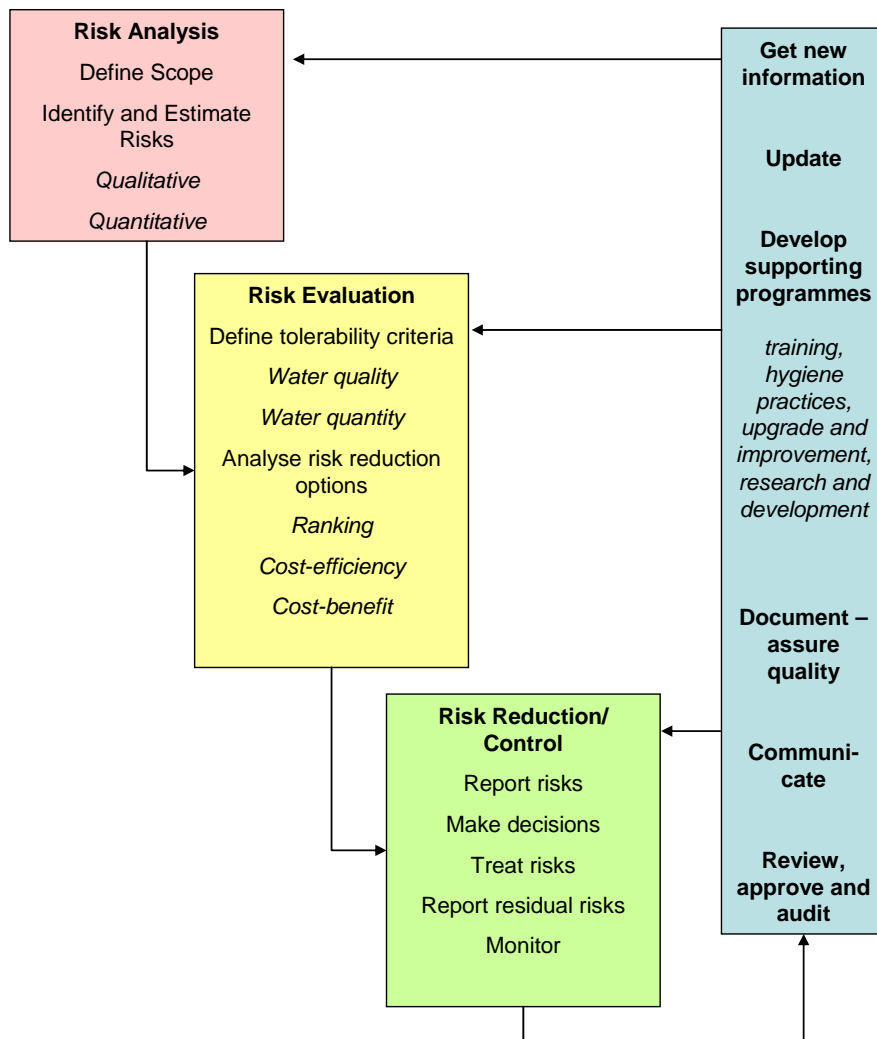 Risk Analysis
Define Scope
Identify and Estimate
Risks
Qualitative
Quantitative
Risk Evaluation
Define tolerability criteria
Water quality
Water quantity
Analyse risk reduction
options
Ranking
Cost-efficiency
Cost-benefit
Risk Reduction/
Control
Report risks
Make decisions
Treat risks
Report residual risks
Monitor
Get new
information
Update
Develop
supporting
programmes
training,
hygiene
practices,
upgrade and
improvement,
research and
development
Document –
assure
quality
Communi-
cate
Review,
approve and
audit